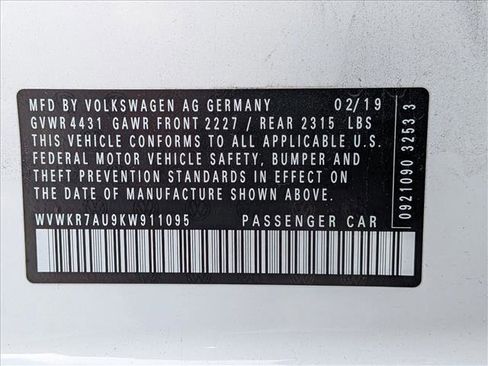 MFD BY VOLKSWAGEN AG GERMANY 02/19
GVWR 4431 GAWR FRONT 2227 / REAR 2315 LBS
THIS VEHICLE CONFORMS TO ALL APPLICABLE U.S.
FEDERAL MOTOR VEHICLE SAFETY, BUMPER AND
THEFT PREVENTION STANDARDS IN EFFECT ON
THE DATE OF MANUFACTURE SHOWN ABOVE.
WVWKR7AU9KW911095 PASSENGER CAR
0921090 3253 3